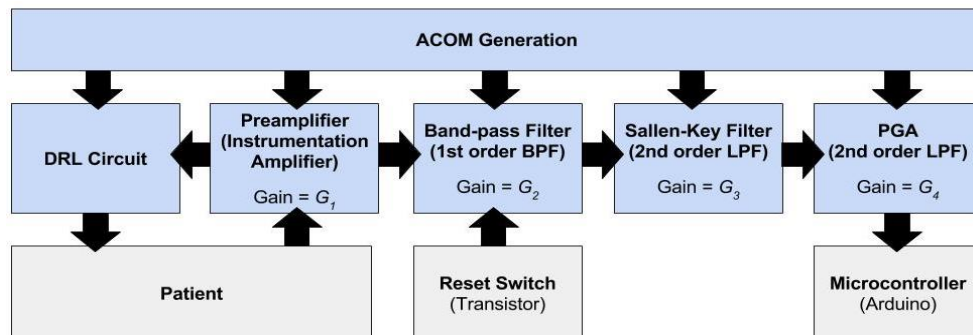 ACOM Generation
DRL Circuit
Preamplifier
(Instrumentation
Amplifier)
Gain = G1
Band-pass Filter
(1st order BPF)
Gain = G2
Sallen-Key Filter
(2nd order LPF)
Gain = G3
PGA
(2nd order LPF)
Gain = G4
Patient
Reset Switch
(Transistor)
Microcontroller
(Arduino)